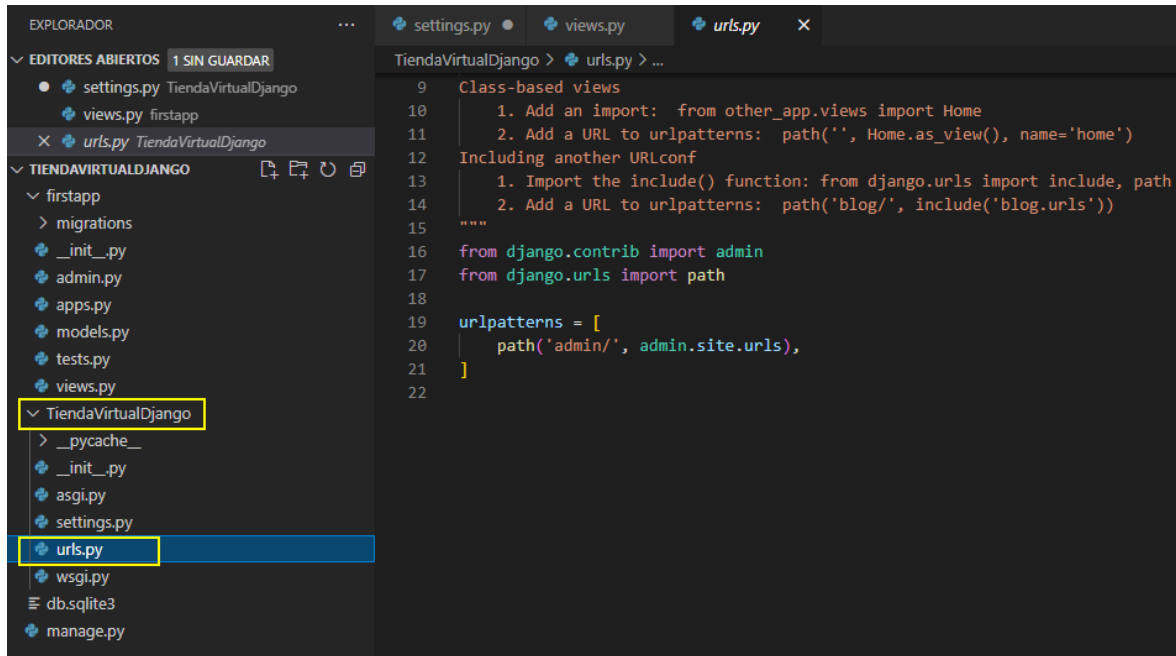 EXPLORADOR
EDITORES ABIERTOS 1 SIN GUARDAR
settings.py TiendaVirtualDjango
views.py firstapp
urls.py TiendaVirtualDjango
TIENDAVIRTUALDJANGO
firstapp
migrations
__init__.py
admin.py
apps.py
models.py
tests.py
views.py
TiendaVirtualDjango
__pycache__
__init__.py
asgi.py
settings.py
urls.py
wsgi.py
db.sqlite3
manage.py
settings.py views.py urls.py
TiendaVirtualDjango > urls.py > ...
9 Class-based views
10 1. Add an import:  from other_app.views import Home
11 2. Add a URL to urlpatterns:  path('', Home.as_view(), name='home')
12 Including another URLconf
13 1. Import the include() function: from django.urls import include, path
14 2. Add a URL to urlpatterns:  path('blog/', include('blog.urls'))
15 """
16 from django.contrib import admin
17 from django.urls import path
18
19 urlpatterns = [
20 path('admin/', admin.site.urls),
21 ]
22